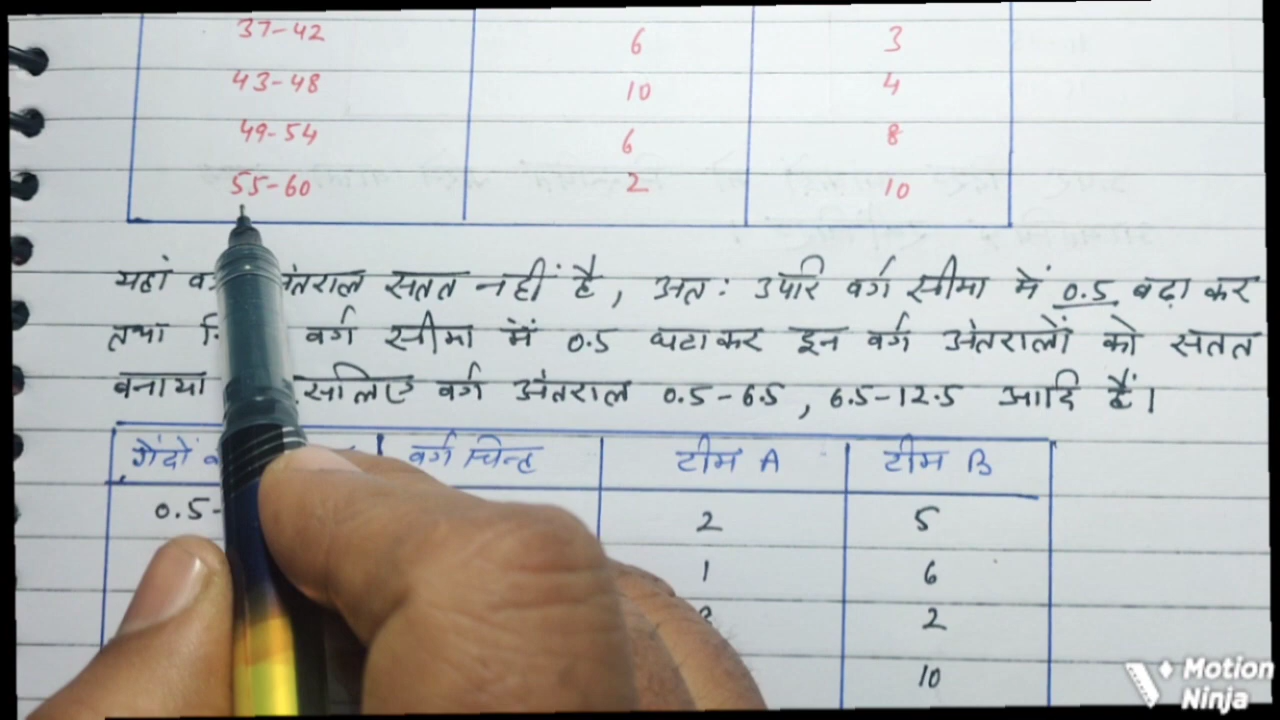 37-42 6 3
43-48 10 4
49-54 6 8
55-60 2 10
यहां सतत नहीं है, अत: उपरि वर्ग सीमा में 0.5 बढ़ा कर
तथा वर्ग सीमा में 0.5 घटाकर इन वर्ग अंतरालों को सतत
बनाया वर्ग अंतराल 0.5-6.5, 6.5-12.5 आदि हैं।
गेंदों वर्ग चिन्ह टीम A टीम B
0.5- 2 5
1 6
2
10
Motion
Ninja